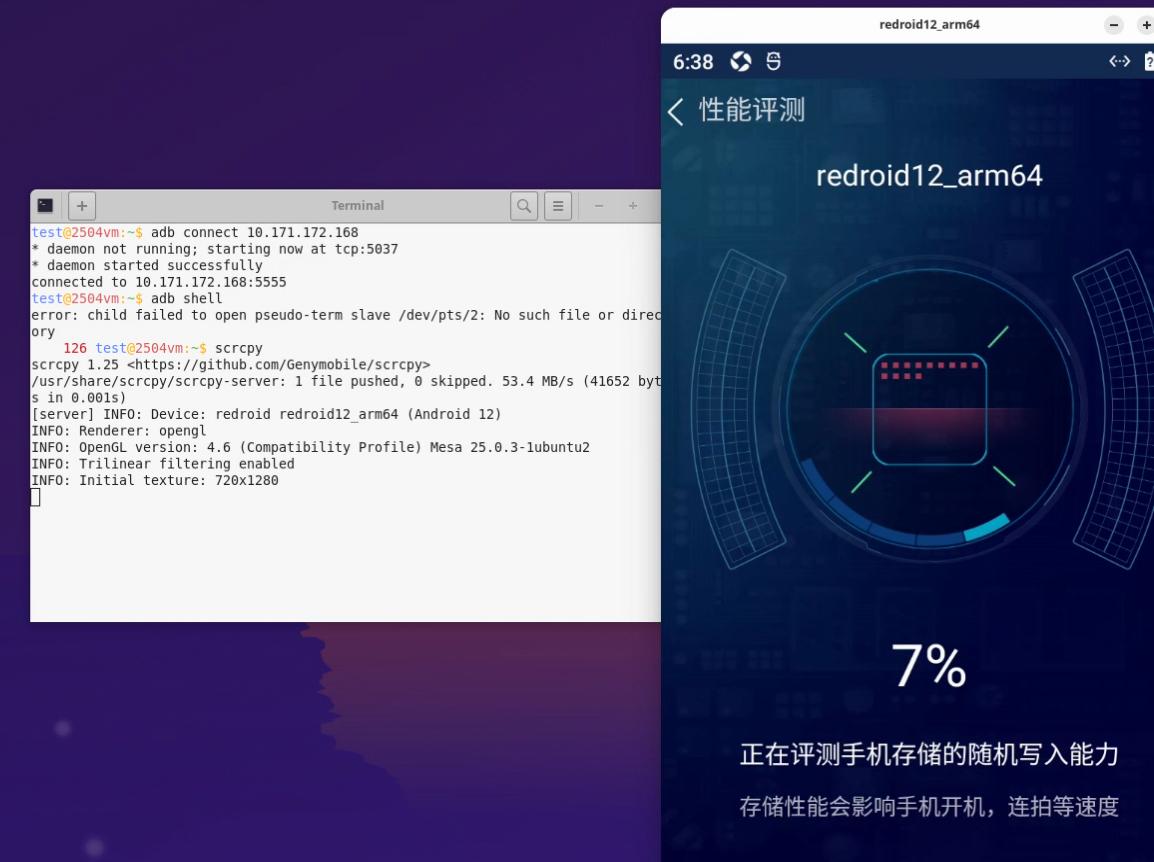 Terminal
test@2504vm:~$ adb connect 10.171.172.168
* daemon not running; starting now at tcp:5037
* daemon started successfully
connected to 10.171.172.168:5555
test@2504vm:~$ adb shell
error: child failed to open pseudo-term slave /dev/pts/2: No such file or direc
ory
126 test@2504vm:~$ scrcpy
scrcpy 1.25 <https://github.com/Genymobile/scrcpy>
/usr/share/scrcpy/scrcpy-server: 1 file pushed, 0 skipped. 53.4 MB/s (41652 byt
s in 0.001s)
[server] INFO: Device: redroid redroid12_arm64 (Android 12)
INFO: Renderer: opengl
INFO: OpenGL version: 4.6 (Compatibility Profile) Mesa 25.0.3-1ubuntu2
INFO: Trilinear filtering enabled
INFO: Initial texture: 720x1280
redroid12_arm64
6:38
性能评测
redroid12_arm64
7%
正在评测手机存储的随机写入能力
存储性能会影响手机开机，连拍等速度